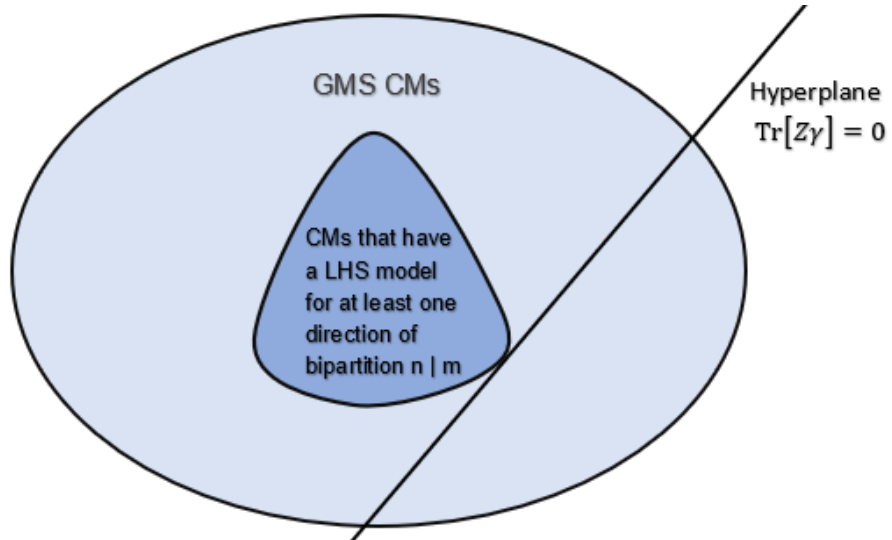 GMS CMs
Hyperplane
Tr[Zγ] = 0
CMs that have
a LHS model
for at least one
direction of
bipartition n | m